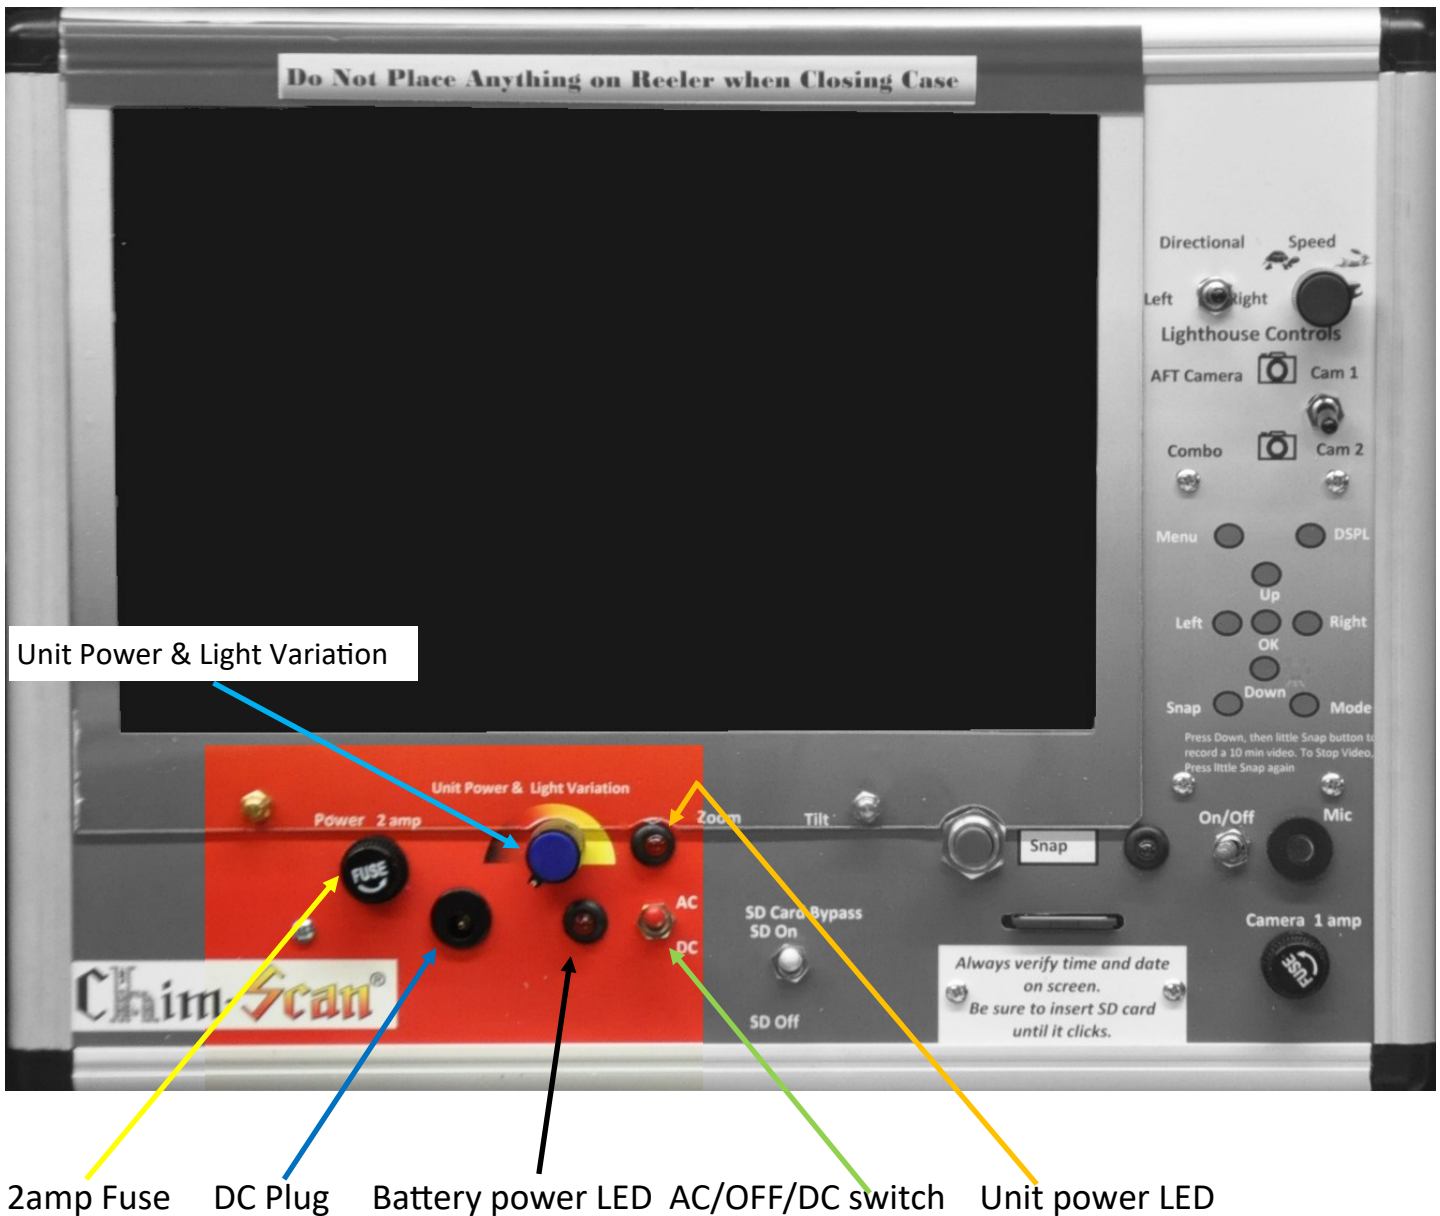 Do Not Place Anything on Reeler when Closing Case
Directional Speed
Left Right
Lighthouse Controls
AFT Camera Cam 1
Combo Cam 2
Menu DSPL
Up
Left Right
OK
Down
Snap Mode
Press Down, then little Snap button to
record a 10 min video. To Stop Video,
Press little Snap again
Unit Power & Light Variation
Unit Power & Light Variation
Power 2 amp
Zoom
Tilt
Snap
On/Off
Mic
FUSE
AC
DC
SD Card Bypass
SD On
SD Off
Camera 1 amp
FUSE
Chim-Scan®
Always verify time and date
on screen.
Be sure to insert SD card
until it clicks.
2amp Fuse DC Plug Battery power LED AC/OFF/DC switch Unit power LED